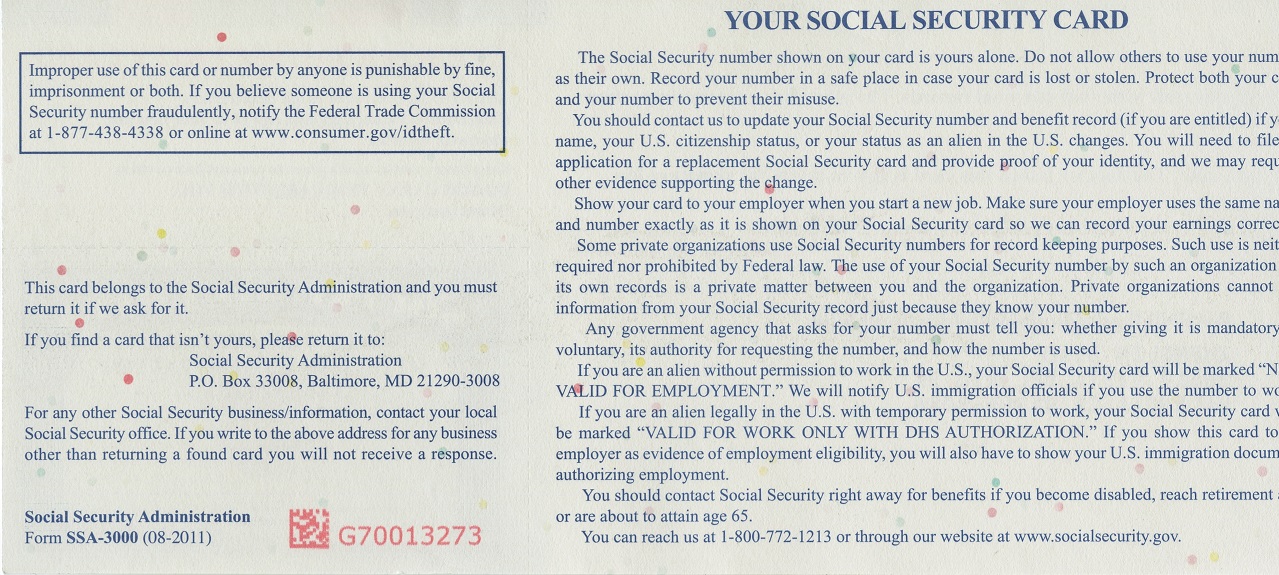 Improper use of this card or number by anyone is punishable by fine,
imprisonment or both. If you believe someone is using your Social
Security number fraudulently, notify the Federal Trade Commission
at 1-877-438-4338 or online at www.consumer.gov/idtheft.
This card belongs to the Social Security Administration and you must
return it if we ask for it.
If you find a card that isn't yours, please return it to:
Social Security Administration
P.O. Box 33008, Baltimore, MD 21290-3008
For any other Social Security business/information, contact your local
Social Security office. If you write to the above address for any business
other than returning a found card you will not receive a response.
Social Security Administration
Form SSA-3000 (08-2011)
G70013273
YOUR SOCIAL SECURITY CARD
The Social Security number shown on your card is yours alone. Do not allow others to use your
as their own. Record your number in a safe place in case your card is lost or stolen. Protect both your
and your number to prevent their misuse.
You should contact us to update your Social Security number and benefit record (if you are entitled) if
name, your U.S. citizenship status, or your status as an alien in the U.S. changes. You will need to file
application for a replacement Social Security card and provide proof of your identity, and we may
other evidence supporting the change.
Show your card to your employer when you start a new job. Make sure your employer uses the same
and number exactly as it is shown on your Social Security card so we can record your earnings
Some private organizations use Social Security numbers for record keeping purposes. Such use is
required nor prohibited by Federal law. The use of your Social Security number by such an organization
its own records is a private matter between you and the organization. Private organizations cannot
information from your Social Security record just because they know your number.
Any government agency that asks for your number must tell you: whether giving it is mandatory
voluntary, its authority for requesting the number, and how the number is used.
If you are an alien without permission to work in the U.S., your Social Security card will be marked
VALID FOR EMPLOYMENT." We will notify U.S. immigration officials if you use the number to
If you are an alien legally in the U.S. with temporary permission to work, your Social Security card
be marked "VALID FOR WORK ONLY WITH DHS AUTHORIZATION." If you show this card to
employer as evidence of employment eligibility, you will also have to show your U.S. immigration
authorizing employment.
You should contact Social Security right away for benefits if you become disabled, reach retirement
or are about to attain age 65.
You can reach us at 1-800-772-1213 or through our website at www.socialsecurity.gov.